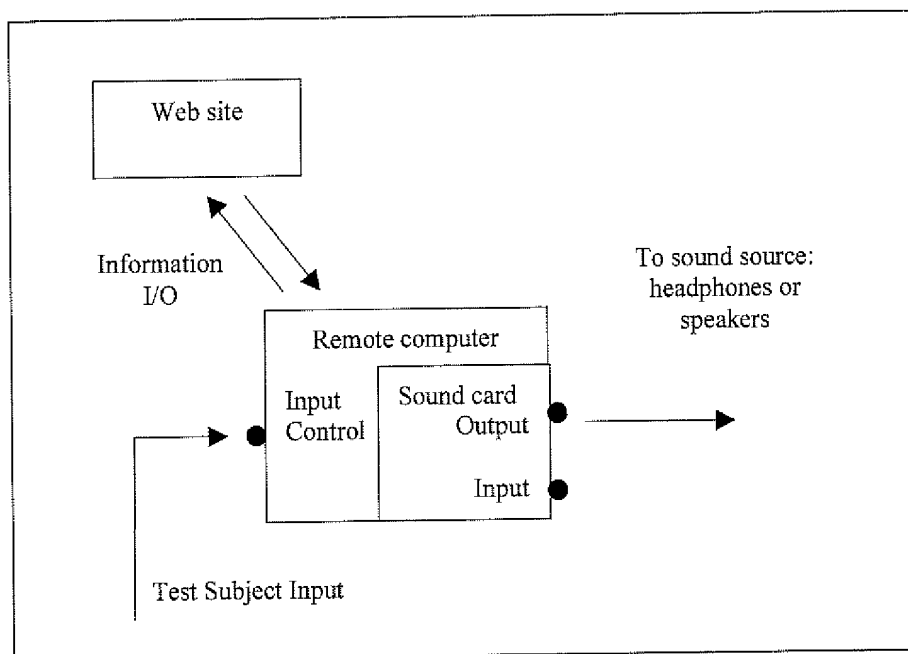 Web site
Information
I/O
To sound source:
headphones or
speakers
Remote computer
Input
Control
Sound card
Output
Input
Test Subject Input